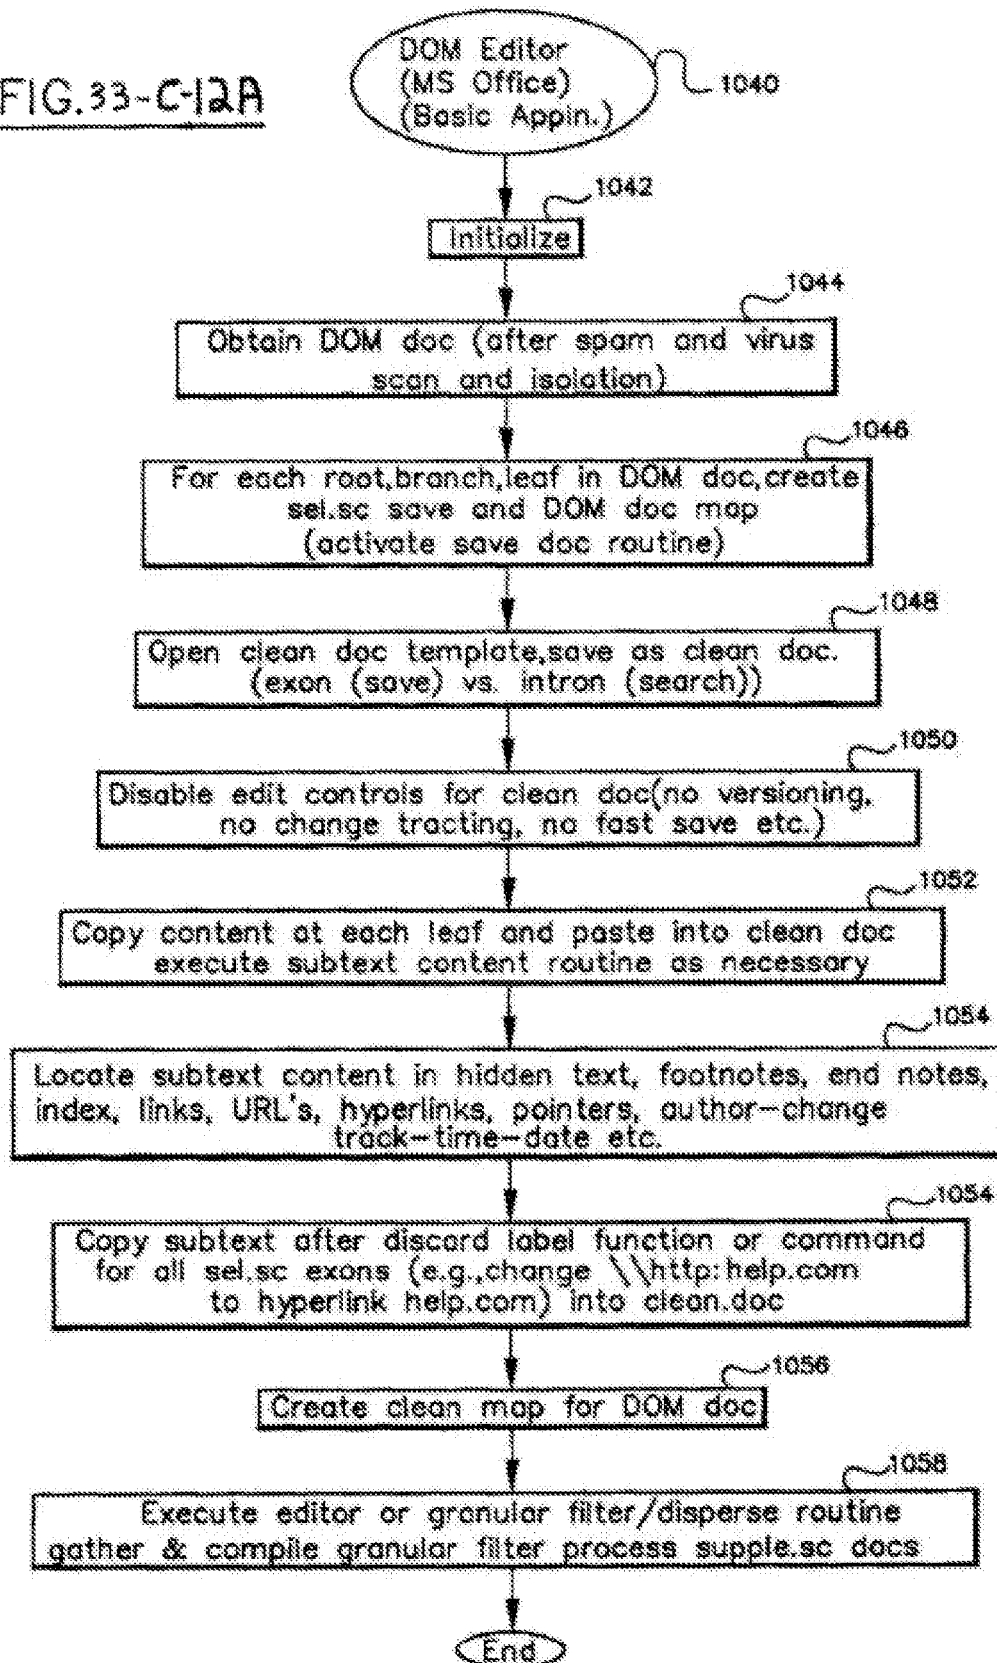 FIG.33-C-12A
DOM Editor
(MS Office)
(Basic Appln.)
1040
1042
Initialize
1044
Obtain DOM doc (after spam and virus
scan and isolation)
1046
For each root,branch,leaf in DOM doc,create
sel.sc save and DOM doc map
(activate save doc routine)
1048
Open clean doc template,save as clean doc.
(exon (save) vs. intron (search))
1050
Disable edit controls for clean doc(no versioning,
no change tracting, no fast save etc.)
1052
Copy content at each leaf and paste into clean doc
execute subtext content routine as necessary
1054
Locate subtext content in hidden text, footnotes, end notes,
index, links, URL's, hyperlinks, pointers, author-change
track-time-date etc.
1054
Copy subtext after discard label function or command
for all sel.sc exons (e.g.,change \\http:help.com
to hyperlink help.com) into clean.doc
1056
Create clean map for DOM doc
1058
Execute editor or granular filter/disperse routine
gather & compile granular filter process supple.sc docs
End